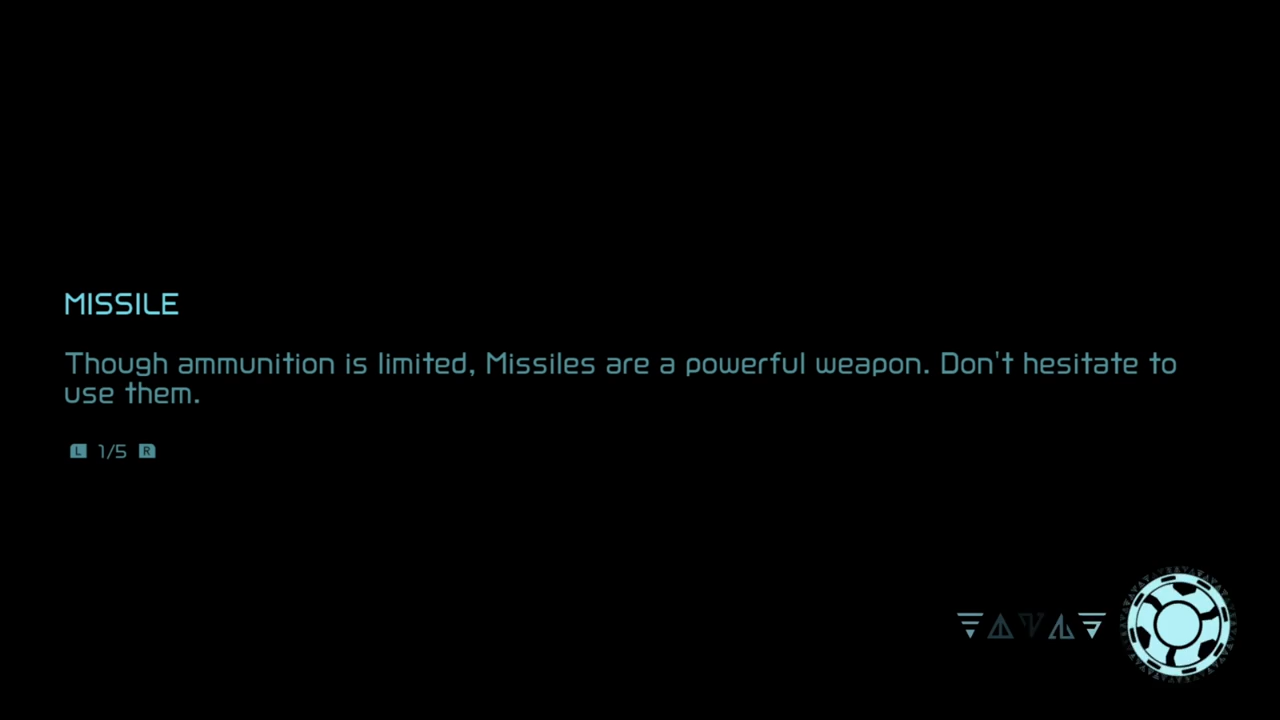 MISSILE
Though ammunition is limited, Missiles are a powerful weapon. Don't hesitate to
use them.
L 1/5 R